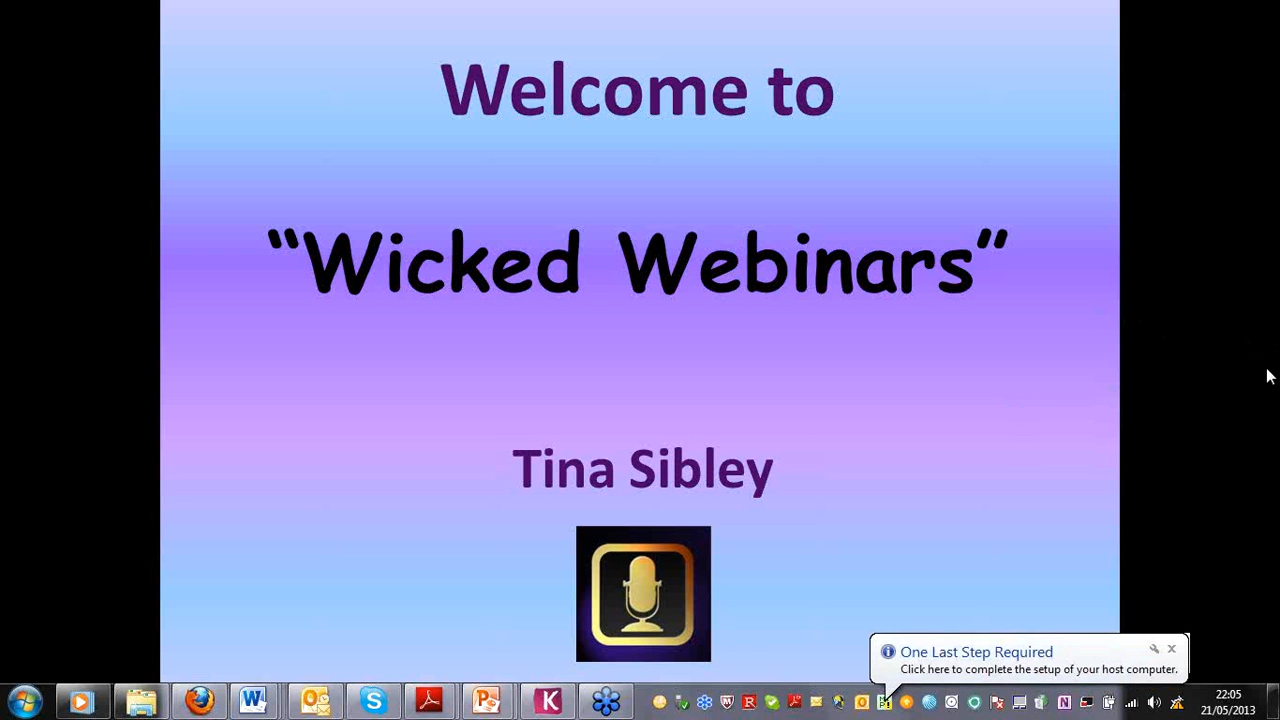 Welcome to
“Wicked Webinars”
Tina Sibley
One Last Step Required
Click here to complete the setup of your host computer.
22:05
21/05/2013